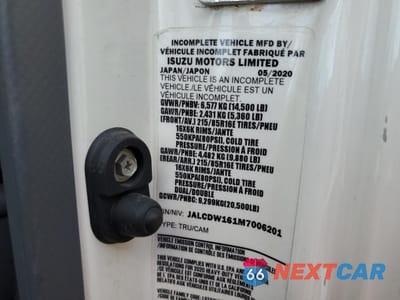 INCOMPLETE VEHICLE MFD BY/
VÉHICULE INCOMPLET FABRIQUÉ PAR
ISUZU MOTORS LIMITED
JAPAN/JAPON 05/2020
THIS VEHICLE IS AN INCOMPLETE
VEHICLE./LE VÉHICULE EST UN
VÉHICULE INCOMPLET.
GVWR/PNBV: 6,577 KG (14,500 LB)
GAWR/PNBE: 2,431 KG (5,360 LB)
(FRONT/AV.) 215/85R16E TIRES/PNEU
16X6K RIMS/JANTE
550KPA(80PSI), COLD TIRE
PRESSURE/PRESSION À FROID
GAWR/PNBE: 4,482 KG (9,880 LB)
(REAR/ARR.) 215/85R16E TIRES/PNEU
16X6K RIMS/JANTE
550KPA(80PSI), COLD TIRE
PRESSURE/PRESSION À FROID
DUAL/DOUBLE
GCWR/PNBC: 9,299KG(20,500LB)
VIN/NIV: JALCDW161M7006201
TYPE: TRU/CAM
VEHICLE EMISSION CONTROL INFORMATION
66 NEXTCAR